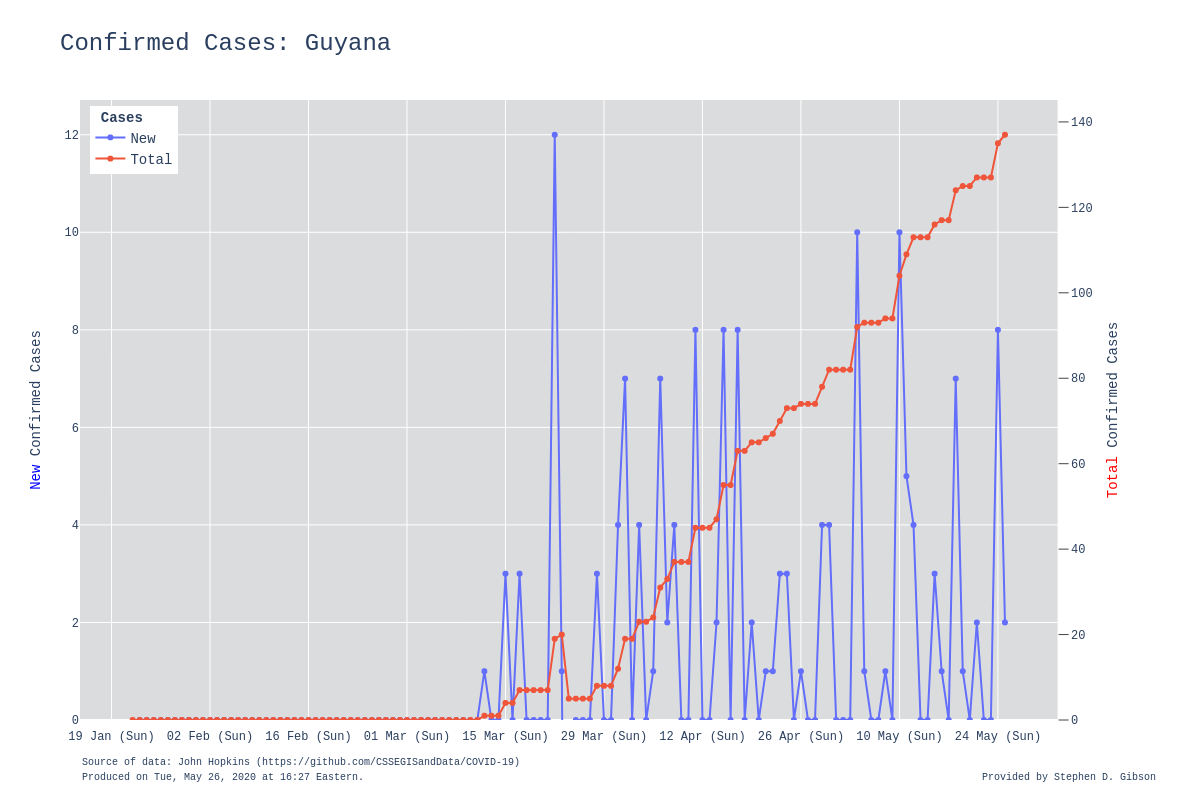 Confirmed Cases: Guyana
Cases
New
Total
12
10
8
6
4
2
0
140
120
100
80
60
40
20
0
New Confirmed Cases
Total Confirmed Cases
19 Jan (Sun) 02 Feb (Sun) 16 Feb (Sun) 01 Mar (Sun) 15 Mar (Sun) 29 Mar (Sun) 12 Apr (Sun) 26 Apr (Sun) 10 May (Sun) 24 May (Sun)
Source of data: John Hopkins (https://github.com/CSSEGISandData/COVID-19)
Produced on Tue, May 26, 2020 at 16:27 Eastern.
Provided by Stephen D. Gibson